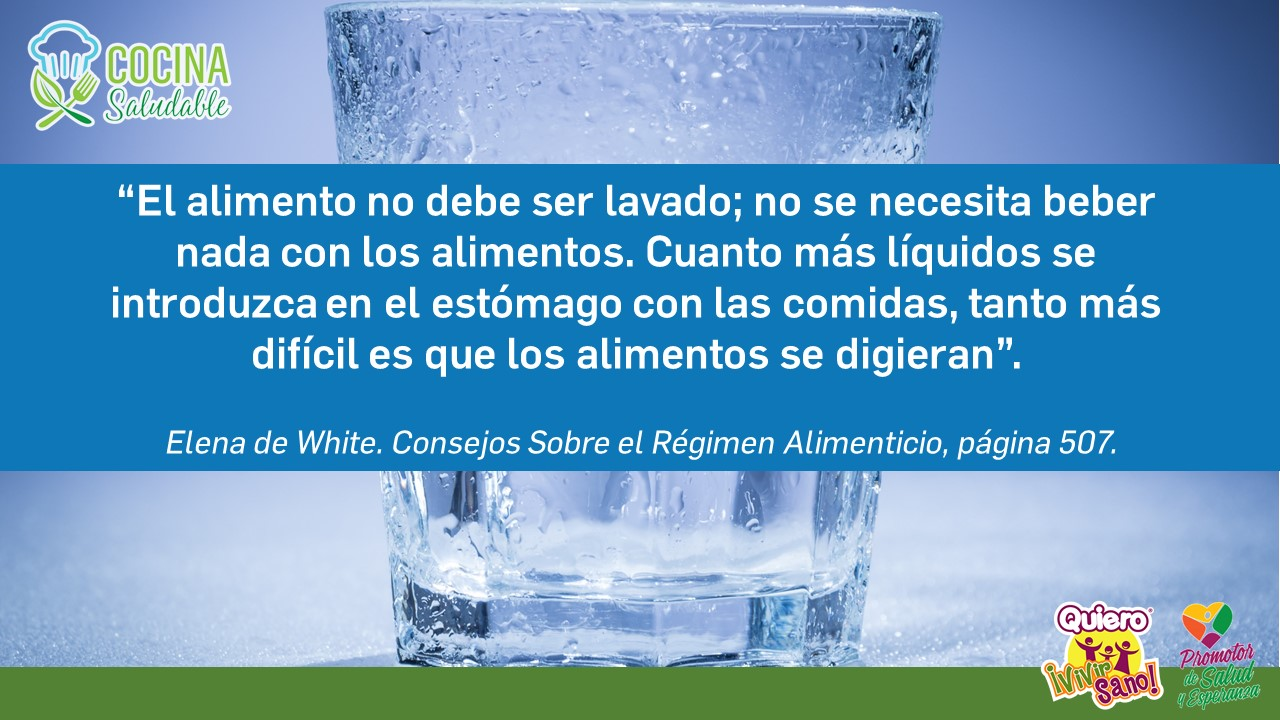 COCINA
Saludable
“El alimento no debe ser lavado; no se necesita beber
nada con los alimentos. Cuanto más líquidos se
introduzca en el estómago con las comidas, tanto más
difícil es que los alimentos se digieran”.
Elena de White. Consejos Sobre el Régimen Alimenticio, página 507.
Quiero®
¡Vivir
Sano!
Promotor
de Salud
y Esperanza